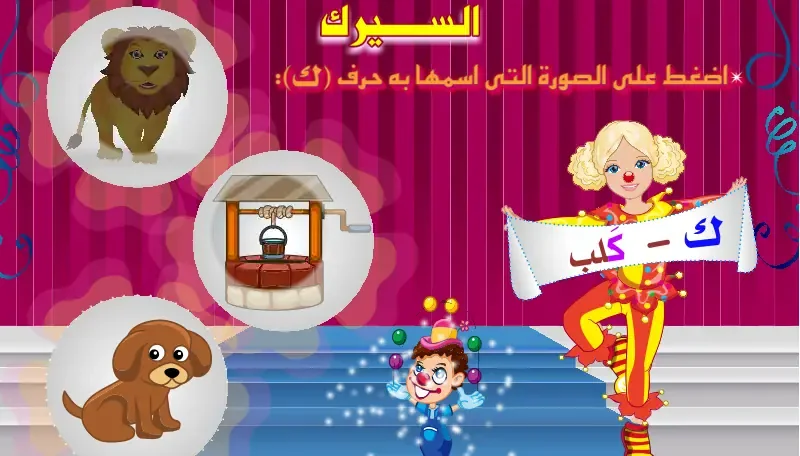 السيرك
اضغط على الصورة التى اسمها به حرف (ك):
ك - كَلب